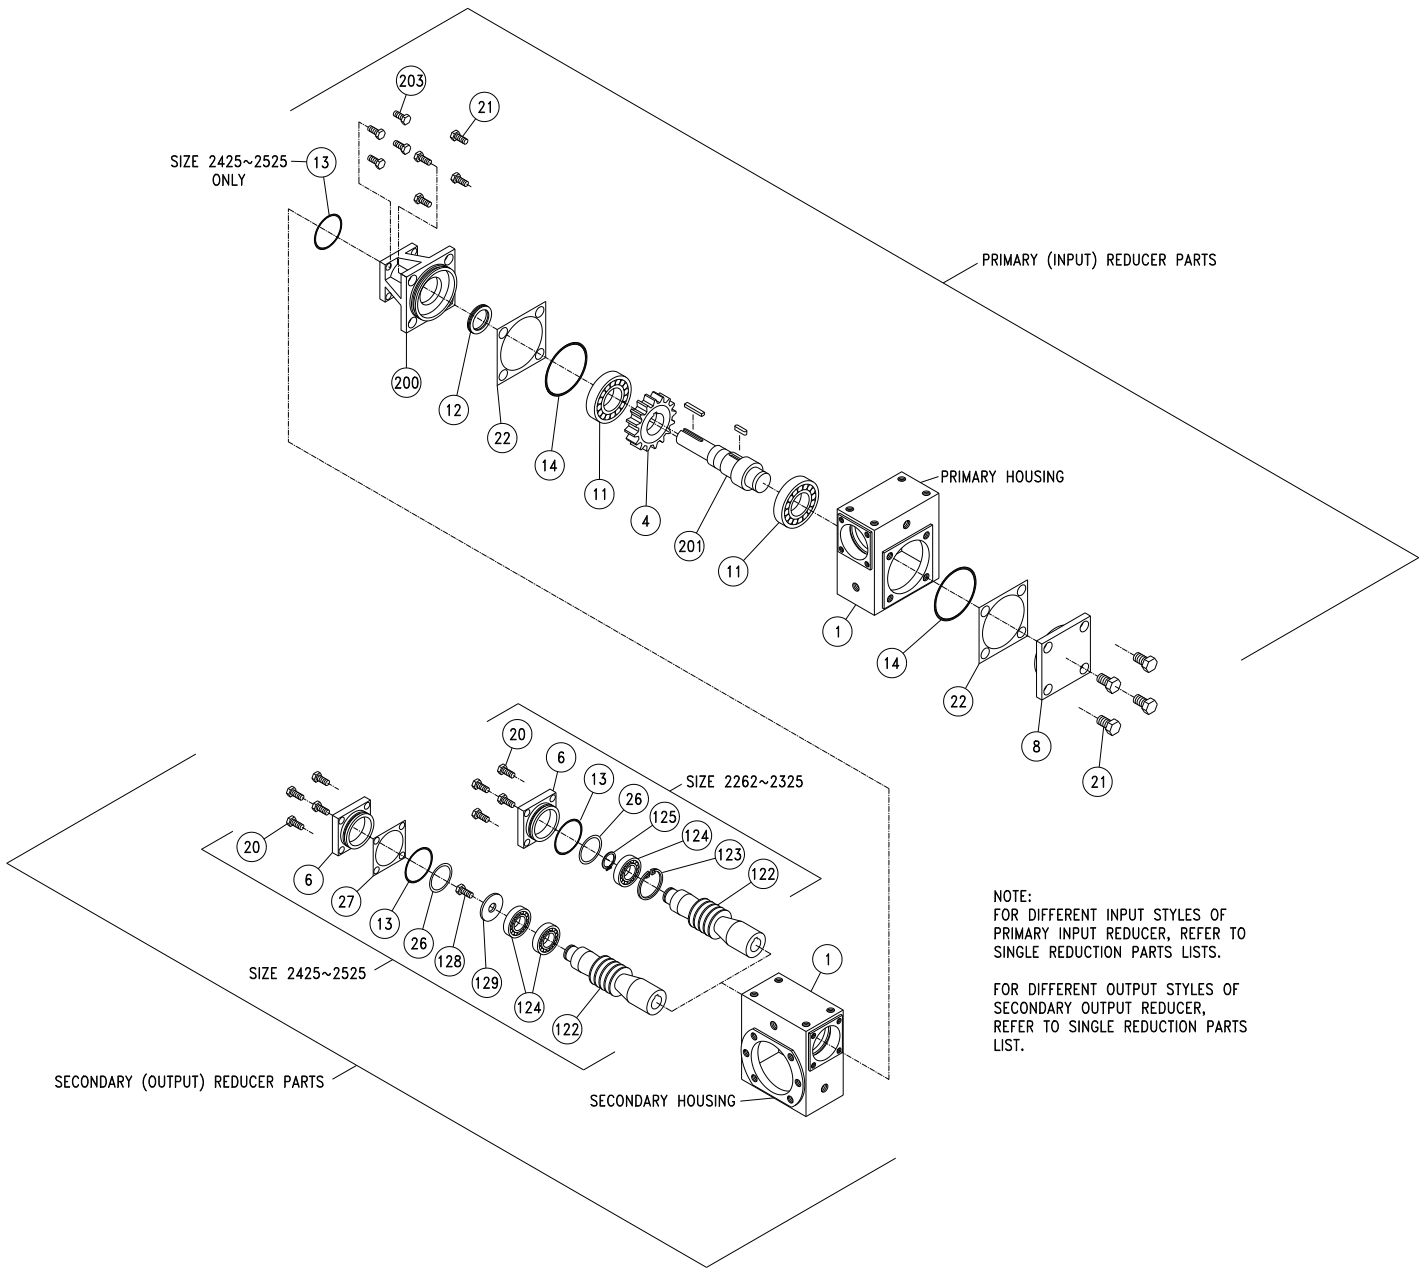 203
21
SIZE 2425~2525
ONLY
13
PRIMARY (INPUT) REDUCER PARTS
200
12
22
14
11
4
201
11
PRIMARY HOUSING
1
14
22
8
21
20
6
13
26
125
124
123
122
SIZE 2262~2325
20
6
27
13
26
128
129
124
122
SIZE 2425~2525
1
SECONDARY (OUTPUT) REDUCER PARTS
SECONDARY HOUSING
NOTE:
FOR DIFFERENT INPUT STYLES OF
PRIMARY INPUT REDUCER, REFER TO
SINGLE REDUCTION PARTS LISTS.
FOR DIFFERENT OUTPUT STYLES OF
SECONDARY OUTPUT REDUCER,
REFER TO SINGLE REDUCTION PARTS
LIST.